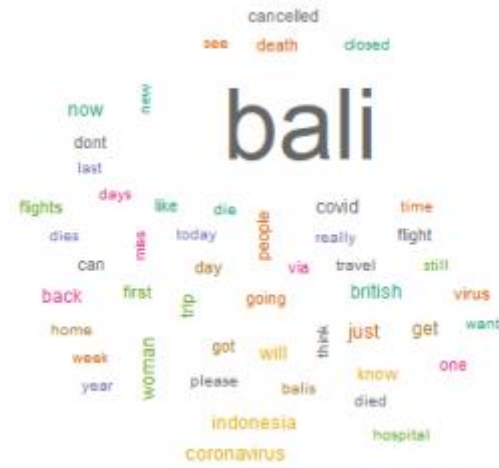 cancelled
see death closed
new
now
bali
dont
last
days
flights like die people covid time
dies mas today really flight
can day via travel still
back first trip going british virus
home woman got will think just get want
week
year please balis know one
died
indonesia
hospital
coronavirus